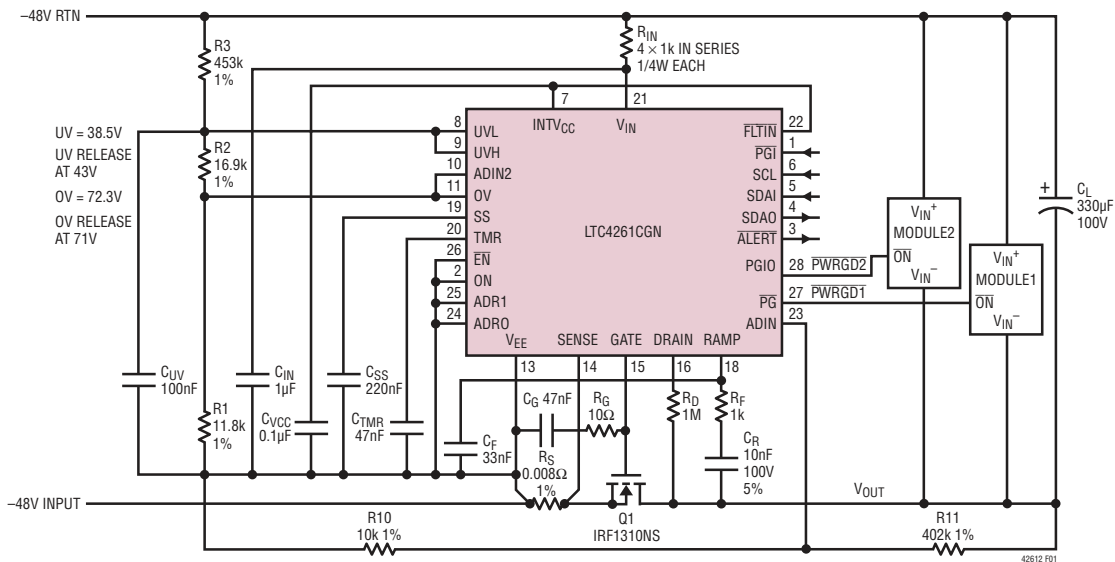 –48V RTN
R3
453k
1%
RIN
4 × 1k IN SERIES
1/4W EACH
UV = 38.5V
UV RELEASE
AT 43V
OV = 72.3V
OV RELEASE
AT 71V
R2
16.9k
1%
R1
11.8k
1%
8
UVL
9
UVH
10
ADIN2
11
OV
19
SS
20
TMR
26
EN
2
ON
25
ADR1
24
ADR0
7
INTVCC
21
VIN
LTC4261CGN
22
FLTIN
1
PGI
6
SCL
5
SDAI
4
SDAO
3
ALERT
PGIO
28
PWRGD2
PG
27
PWRGD1
ADIN
23
VEE
13
SENSE
14
GATE
15
DRAIN
16
RAMP
18
VIN+
MODULE2
ON
VIN–
VIN+
MODULE1
ON
VIN–
+
CL
330µF
100V
CUV
100nF
CIN
1µF
CVCC
0.1µF
CSS
220nF
CTMR
47nF
CF
33nF
CG 47nF
RG
10Ω
RS
0.008Ω
1%
RD
1M
RF
1k
CR
10nF
100V
5%
–48V INPUT
VOUT
Q1
IRF1310NS
R10
10k 1%
R11
402k 1%
42612 F01